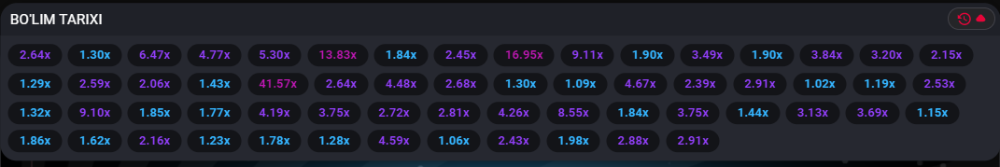 BO'LIM TARIXI
2.64x 1.30x 6.47x 4.77x 5.30x 13.83x 1.84x 2.45x 16.95x 9.11x 1.90x 3.49x 1.90x 3.84x 3.20x 2.15x
1.29x 2.59x 2.06x 1.43x 41.57x 2.64x 4.48x 2.68x 1.30x 1.09x 4.67x 2.39x 2.91x 1.02x 1.19x 2.53x
1.32x 9.10x 1.85x 1.77x 4.19x 3.75x 2.72x 2.81x 4.26x 8.55x 1.84x 3.75x 1.44x 3.13x 3.69x 1.15x
1.86x 1.62x 2.16x 1.23x 1.78x 1.28x 4.59x 1.06x 2.43x 1.98x 2.88x 2.91x